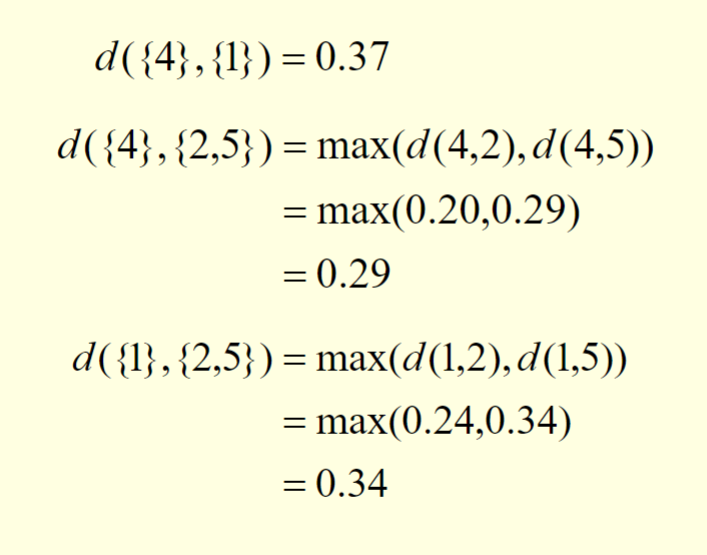 d({4},{1}) = 0.37
d({4},{2,5}) = max(d(4,2),d(4,5))
= max(0.20,0.29)
= 0.29
d({1},{2,5}) = max(d(1,2),d(1,5))
= max(0.24,0.34)
= 0.34